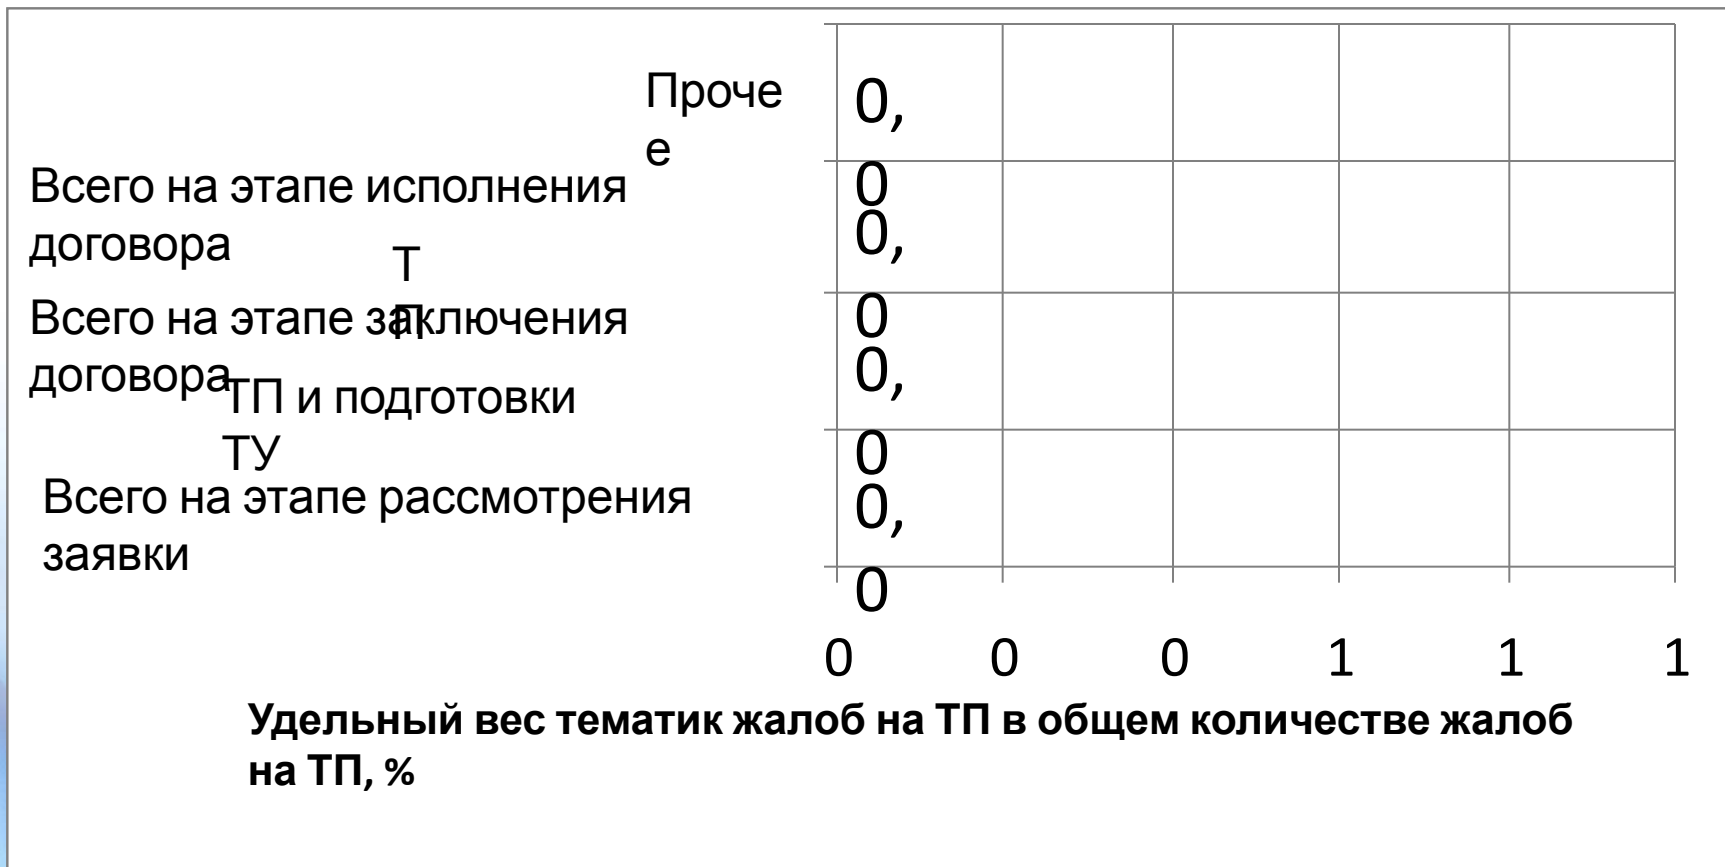 Проче
е
0,
0
Всего на этапе исполнения
договора
Т
П
0,
0
Всего на этапе заключения
договора
ТП и подготовки
ТУ
0,
0
Всего на этапе рассмотрения
заявки
0,
0
0 0 0 1 1 1
Удельный вес тематик жалоб на ТП в общем количестве жалоб
на ТП, %